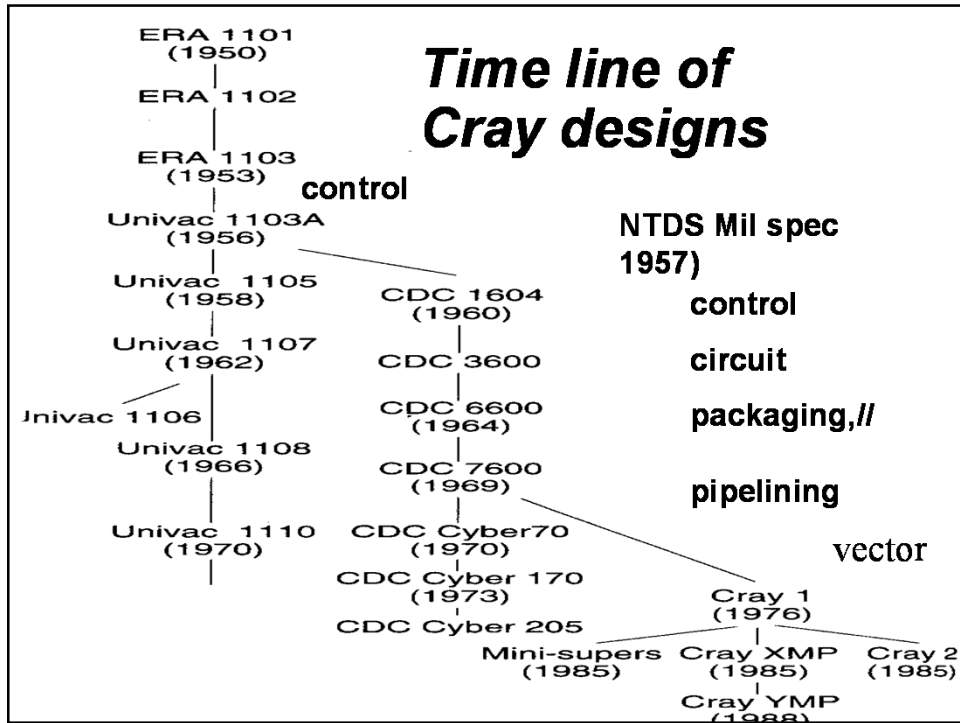 Time line of
Cray designs
ERA 1101
(1950)
ERA 1102
ERA 1103
(1953)
control
Univac 1103A
(1956)
Univac 1105
(1958)
Univac 1107
(1962)
Jnivac 1106
Univac 1108
(1966)
Univac 1110
(1970)
NTDS Mil spec
1957)
CDC 1604
(1960)
control
CDC 3600
circuit
CDC 6600
(1964)
packaging,//
CDC 7600
(1969)
pipelining
CDC Cyber70
(1970)
CDC Cyber 170
(1973)
CDC Cyber 205
vector
Cray 1
(1976)
Mini-supers
(1985)
Cray XMP
(1985)
Cray 2
(1985)
Cray YMP
(1988)